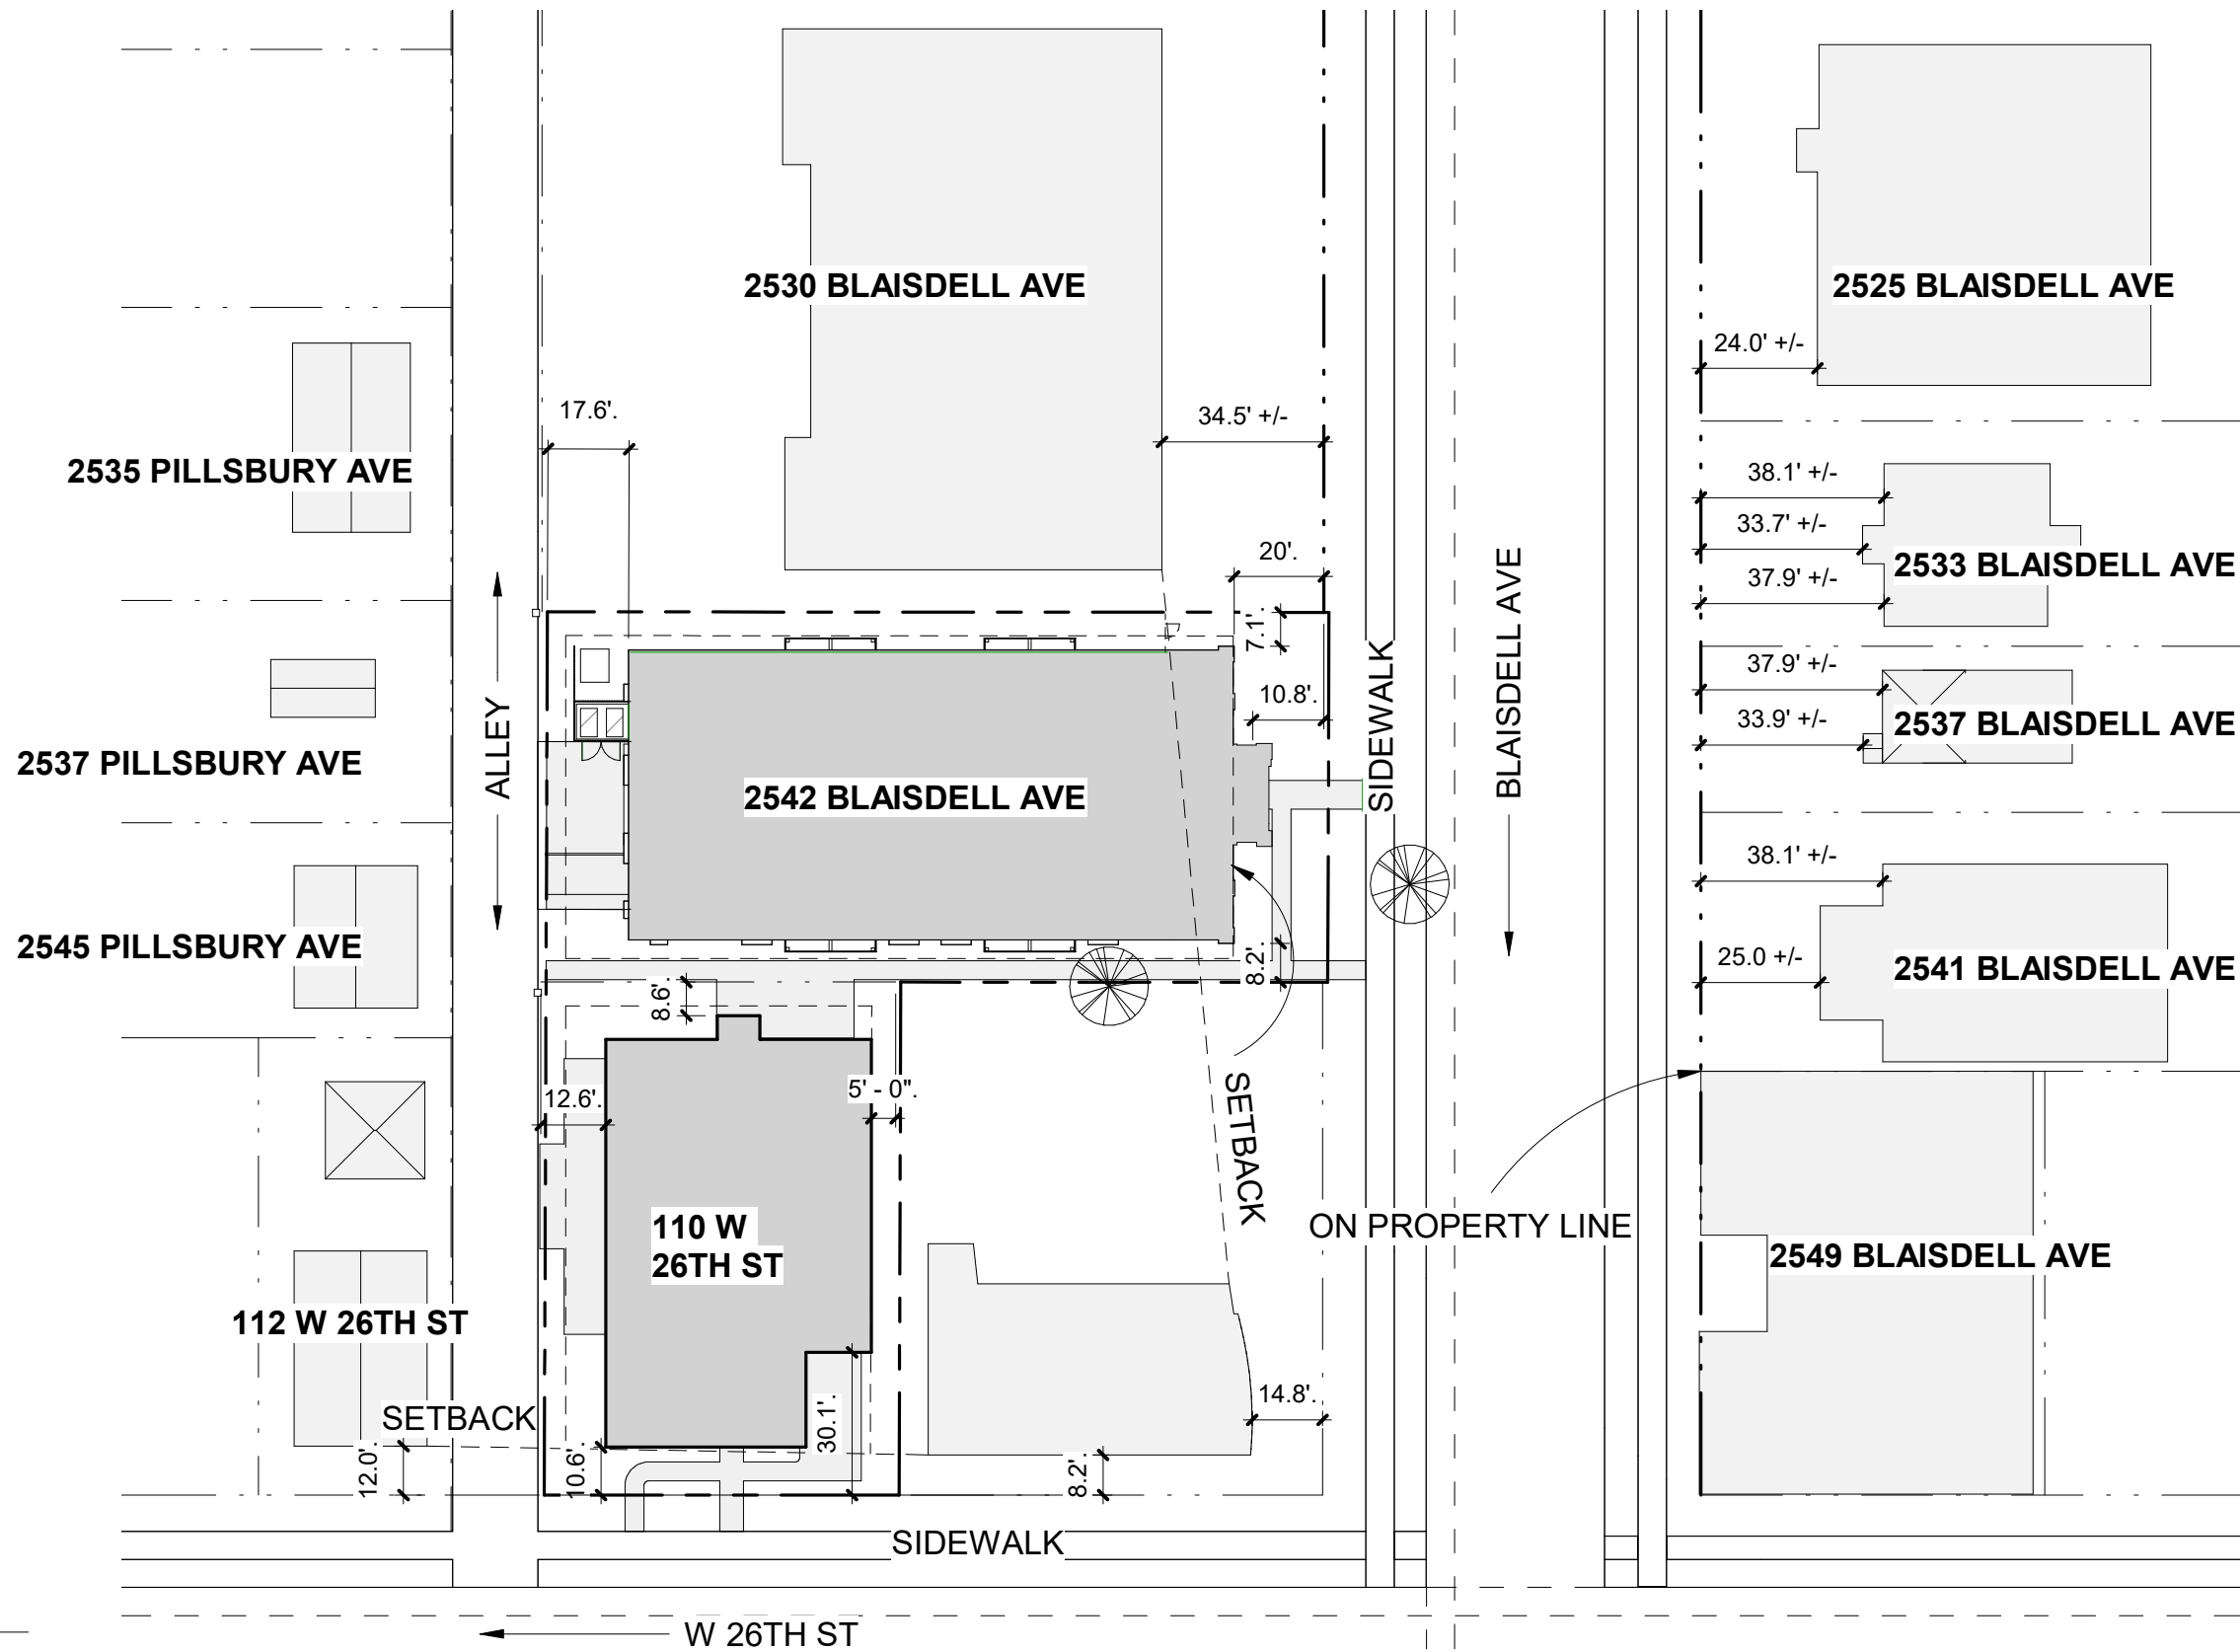 2530 BLAISDELL AVE
2525 BLAISDELL AVE
24.0' +/-
17.6'.
34.5' +/-
2535 PILLSBURY AVE
38.1' +/-
33.7' +/-
20'.
2533 BLAISDELL AVE
37.9' +/-
7.1'.
BLAISDELL AVE
SIDEWALK
37.9' +/-
10.8'.
33.9' +/-
2537 BLAISDELL AVE
ALLEY
2537 PILLSBURY AVE
2542 BLAISDELL AVE
38.1' +/-
2545 PILLSBURY AVE
8.2'.
25.0 +/-
2541 BLAISDELL AVE
8.6'.
12.6'.
5' - 0".
SETBACK
110 W
26TH ST
ON PROPERTY LINE
2549 BLAISDELL AVE
112 W 26TH ST
SETBACK
30.1'.
14.8'.
12.0'.
10.6'.
8.2'.
SIDEWALK
W 26TH ST